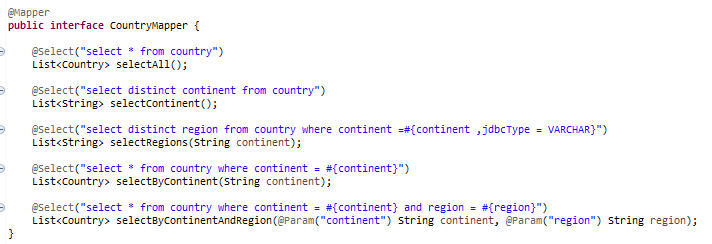 @Mapper
public interface CountryMapper {
@Select("select * from country")
List<Country> selectAll();
@Select("select distinct continent from country")
List<String> selectContinent();
@Select("select distinct region from country where continent =#{continent ,jdbcType = VARCHAR}")
List<String> selectRegions(String continent);
@Select("select * from country where continent = #{continent}")
List<Country> selectByContinent(String continent);
@Select("select * from country where continent = #{continent} and region = #{region}")
List<Country> selectByContinentAndRegion(@Param("continent") String continent, @Param("region") String region);
}